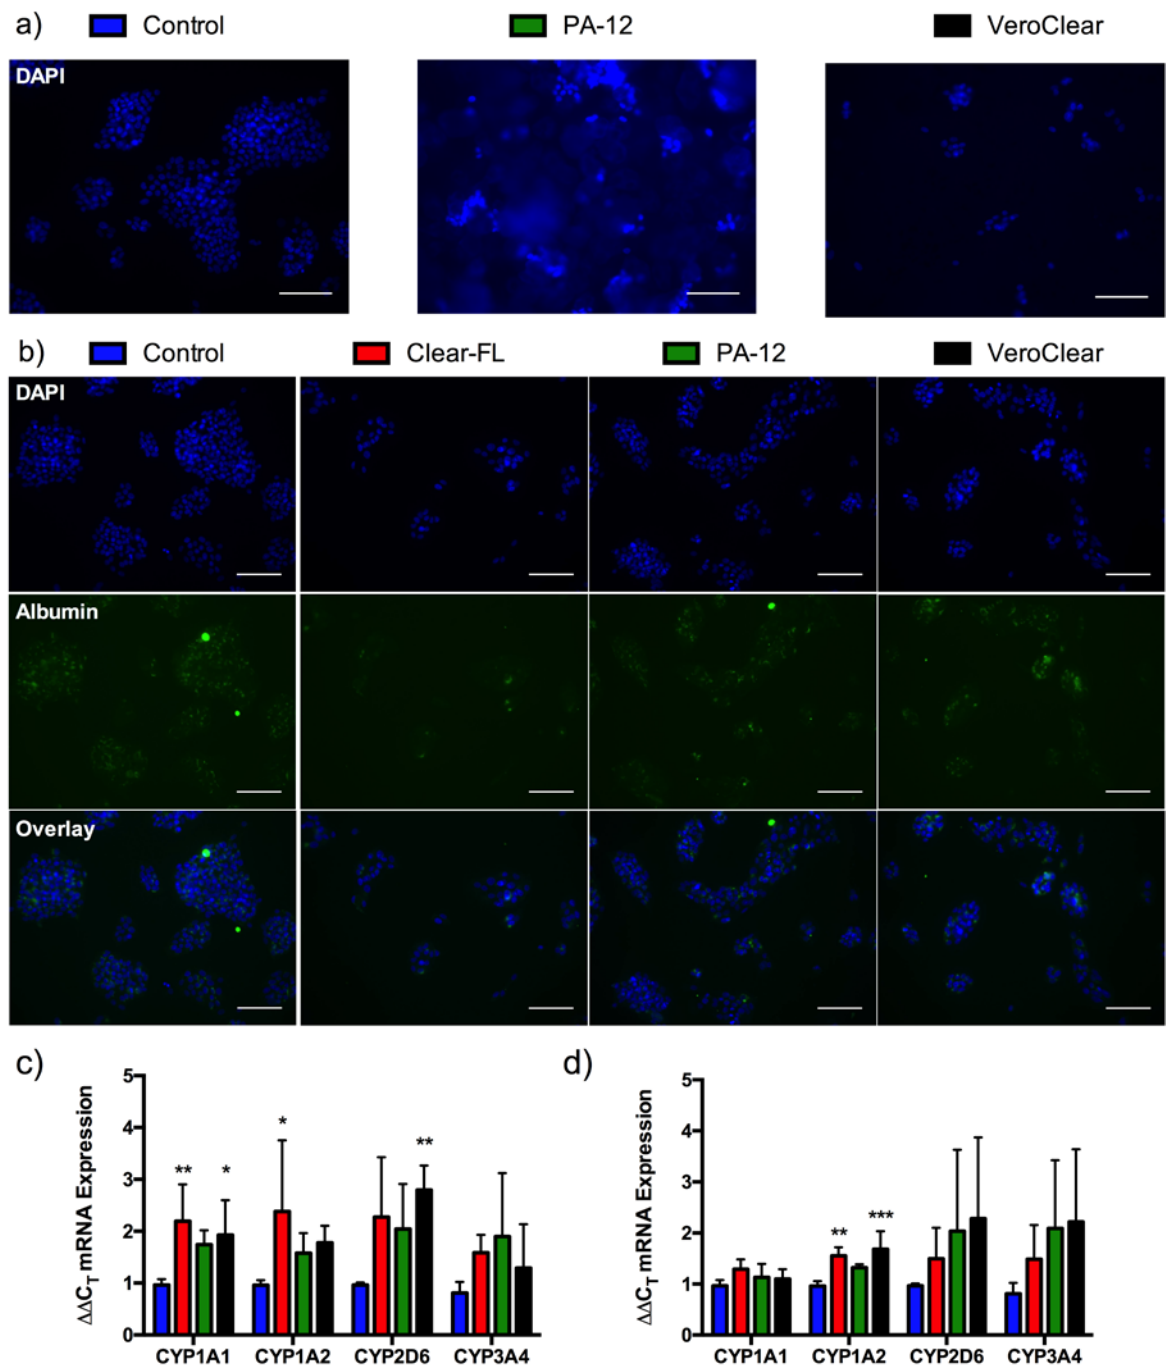 a)
Control
PA-12
VeroClear
DAPI
b)
Control
Clear-FL
PA-12
VeroClear
DAPI
Albumin
Overlay
c)
ΔΔC_T mRNA Expression
5
4
3
2
1
0
** *
*
**
CYP1A1 CYP1A2 CYP2D6 CYP3A4
d)
ΔΔC_T mRNA Expression
5
4
3
2
1
0
** ***
CYP1A1 CYP1A2 CYP2D6 CYP3A4